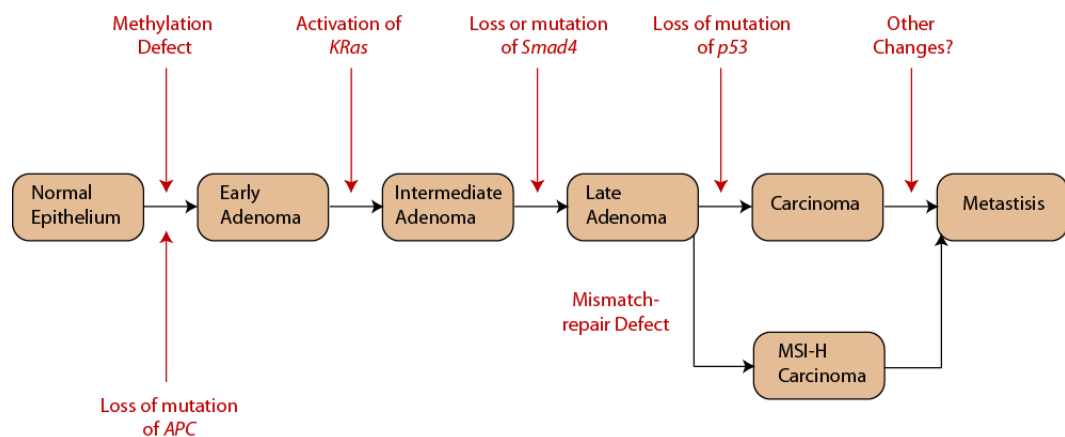 Methylation
Defect
Activation of
KRas
Loss or mutation
of Smad4
Loss of mutation
of p53
Other
Changes?
Normal
Epithelium
Early
Adenoma
Intermediate
Adenoma
Late
Adenoma
Carcinoma
Metastisis
Mismatch-
repair Defect
MSI-H
Carcinoma
Loss of mutation
of APC